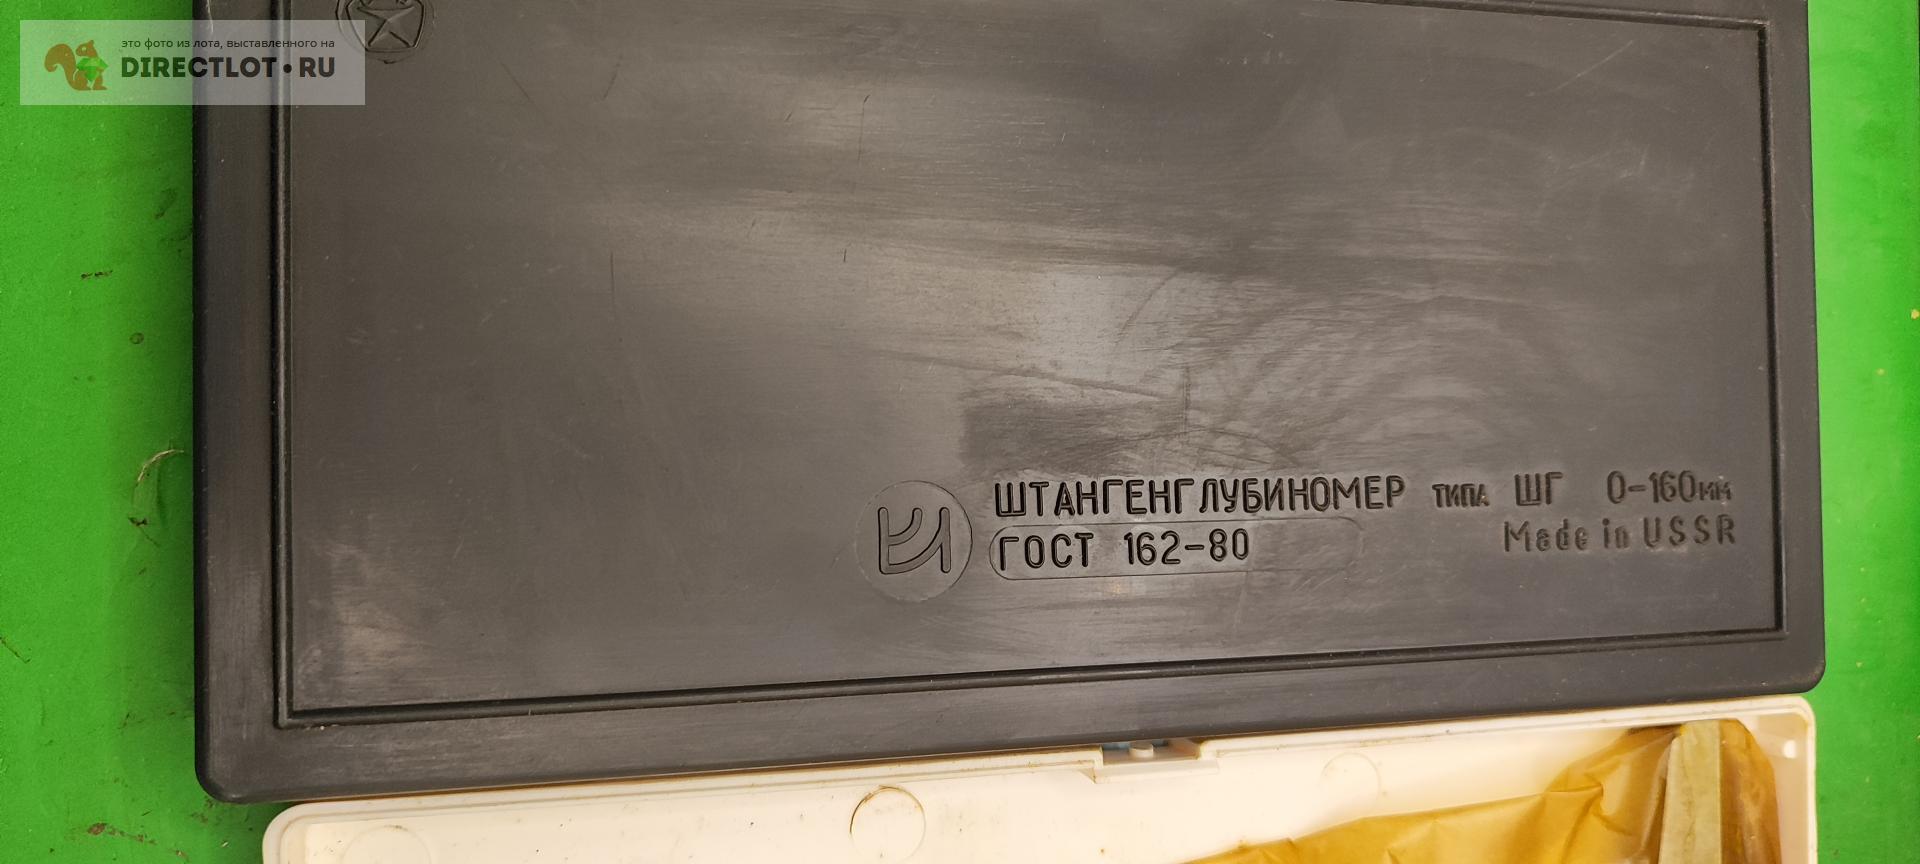 это фото из лота, выставленного на
DIRECTLOT•RU
ШТАНГЕНГЛУБИНОМЕР типа ШГ 0-160мм
ГОСТ 162-80
Made in USSR